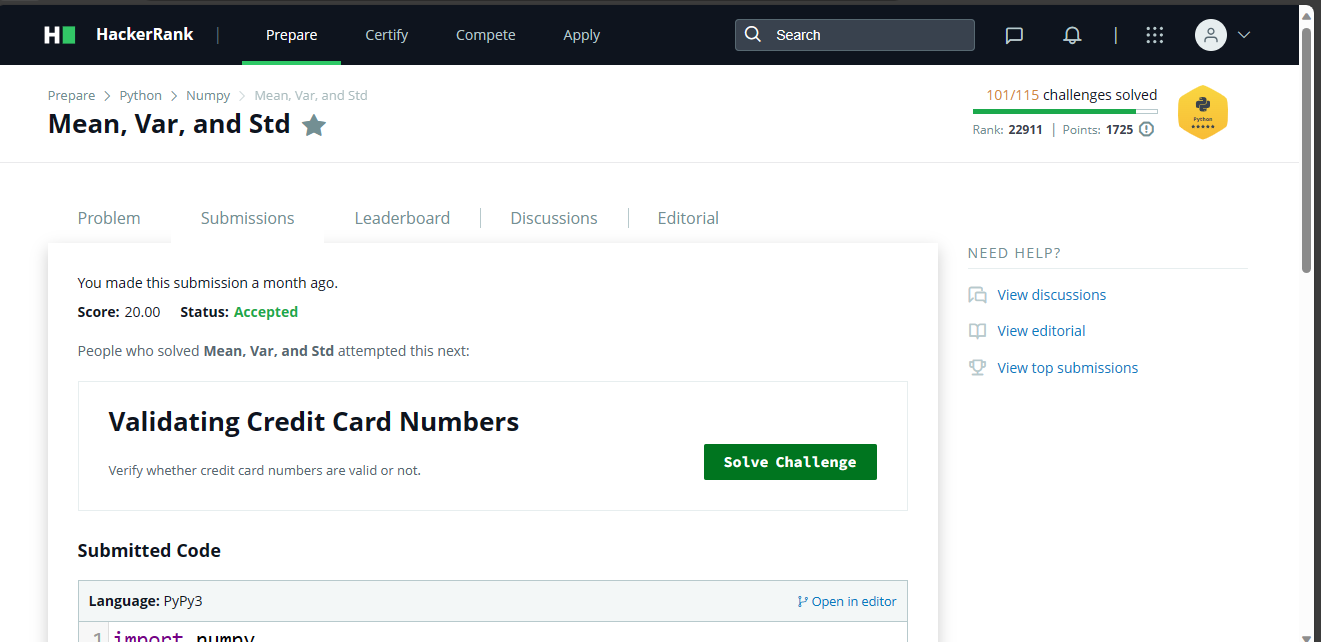 H HackerRank | Prepare Certify Compete Apply Search |
Prepare > Python > Numpy > Mean, Var, and Std
101/115 challenges solved
Mean, Var, and Std
Python
Rank: 22911 | Points: 1725
Problem Submissions Leaderboard | Discussions | Editorial
NEED HELP?
You made this submission a month ago.
View discussions
Score: 20.00 Status: Accepted
View editorial
People who solved Mean, Var, and Std attempted this next:
View top submissions
Validating Credit Card Numbers
Solve Challenge
Verify whether credit card numbers are valid or not.
Submitted Code
Language: PyPy3 Open in editor
1 import numpy